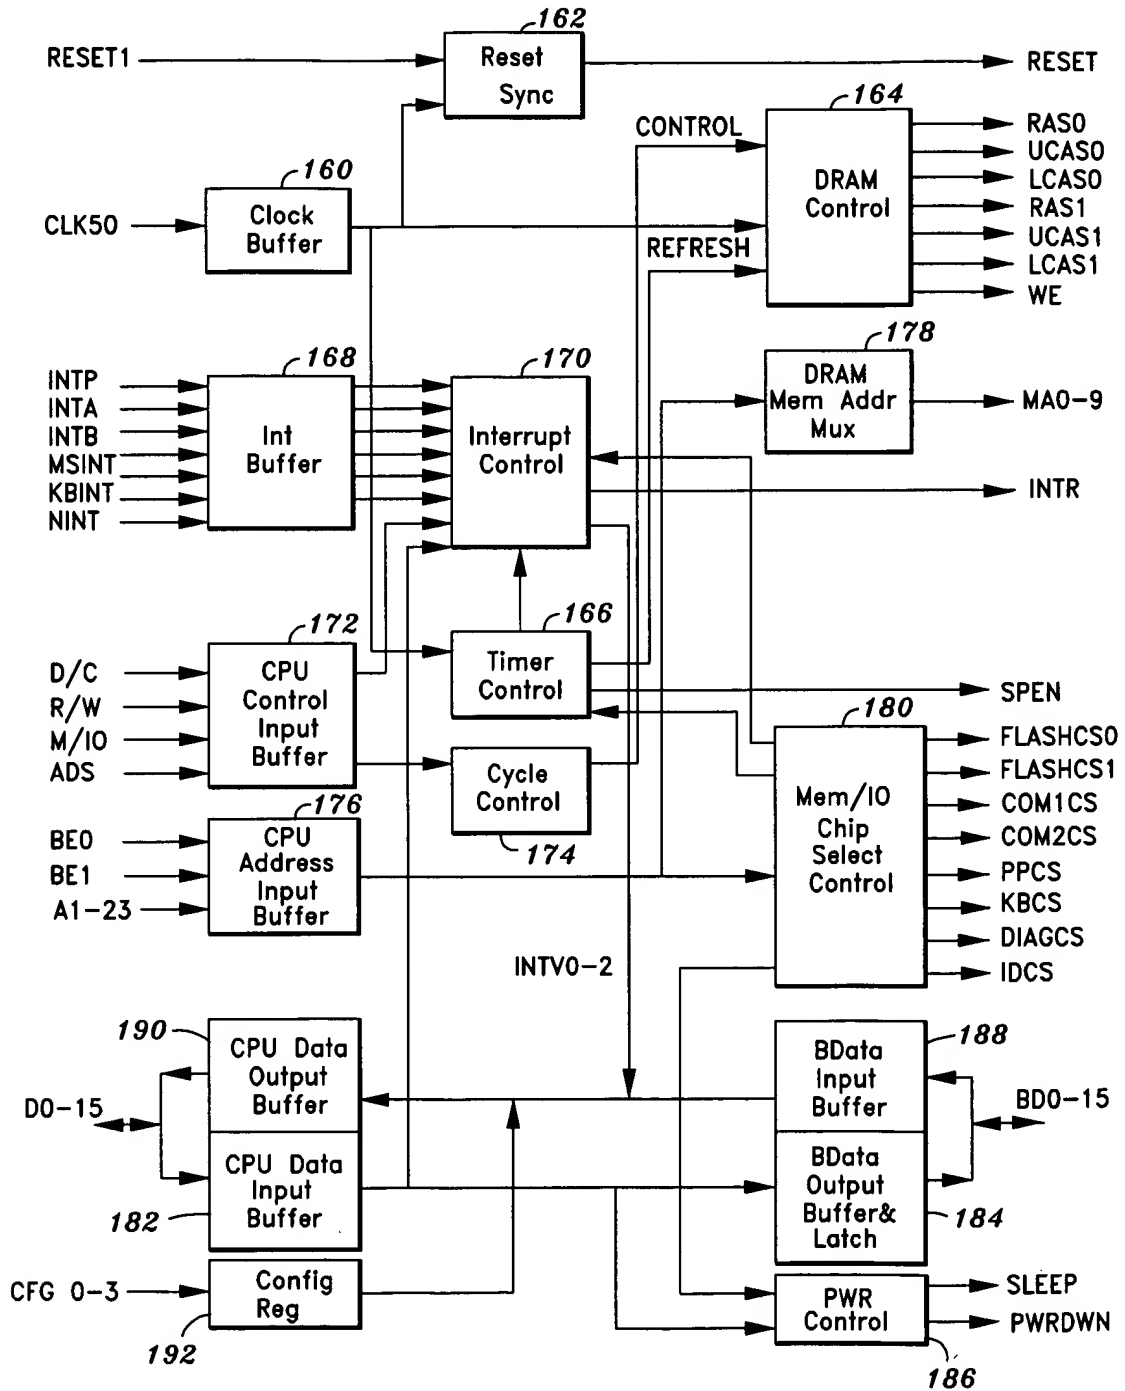 162
RESET1
Reset
Sync
RESET
164
CONTROL
DRAM
Control
RAS0
UCAS0
LCAS0
RAS1
UCAS1
LCAS1
WE
160
CLK50
Clock
Buffer
REFRESH
178
DRAM
Mem Addr
Mux
MA0-9
168
170
INTP
INTA
INTB
MSINT
KBINT
NINT
Int
Buffer
Interrupt
Control
INTR
172
166
D/C
R/W
M/IO
ADS
CPU
Control
Input
Buffer
Timer
Control
SPEN
180
Cycle
Control
174
Mem/IO
Chip
Select
Control
FLASHCS0
FLASHCS1
COM1CS
COM2CS
PPCS
KBCS
DIAGCS
IDCS
176
BE0
BE1
A1-23
CPU
Address
Input
Buffer
INTV0-2
190
CPU Data
Output
Buffer
188
BData
Input
Buffer
D0-15
BD0-15
CPU Data
Input
Buffer
182
BData
Output
Buffer&
Latch
184
CFG 0-3
Config
Reg
192
PWR
Control
SLEEP
PWRDWN
186